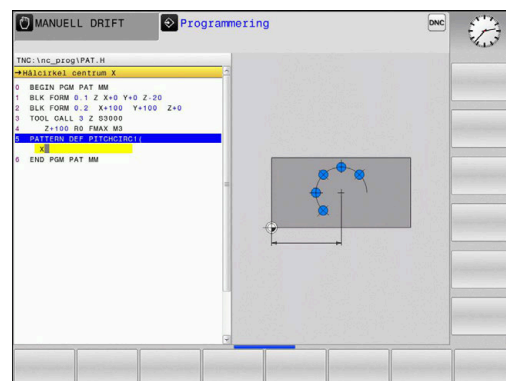 MANUELL DRIFT
Programmering
DNC
TNC:\nc_prog\PAT.H
→Hålcirkel centrum X
0 BEGIN PGM PAT MM
1 BLK FORM 0.1 Z X+0 Y+0 Z-20
2 BLK FORM 0.2 X+100 Y+100 Z+0
3 TOOL CALL 3 Z S3000
4 Z+100 R0 FMAX M3
5 PATTERN DEF PITCHCIRC1(
X
6 END PGM PAT MM